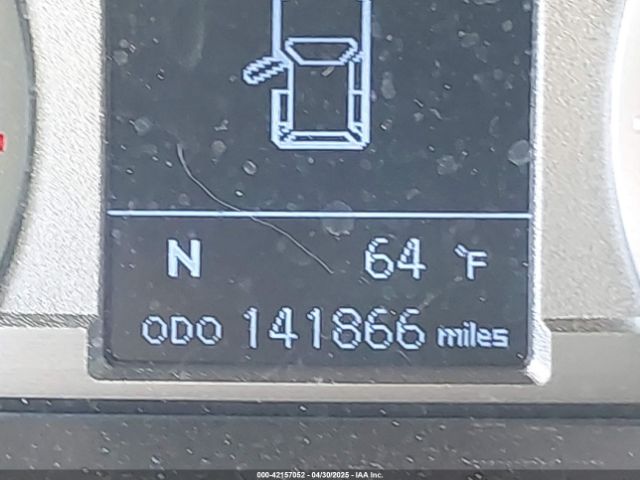 N 64 °F
ODO 141866 miles
000-42157052 - 04/30/2025 - IAA Inc.